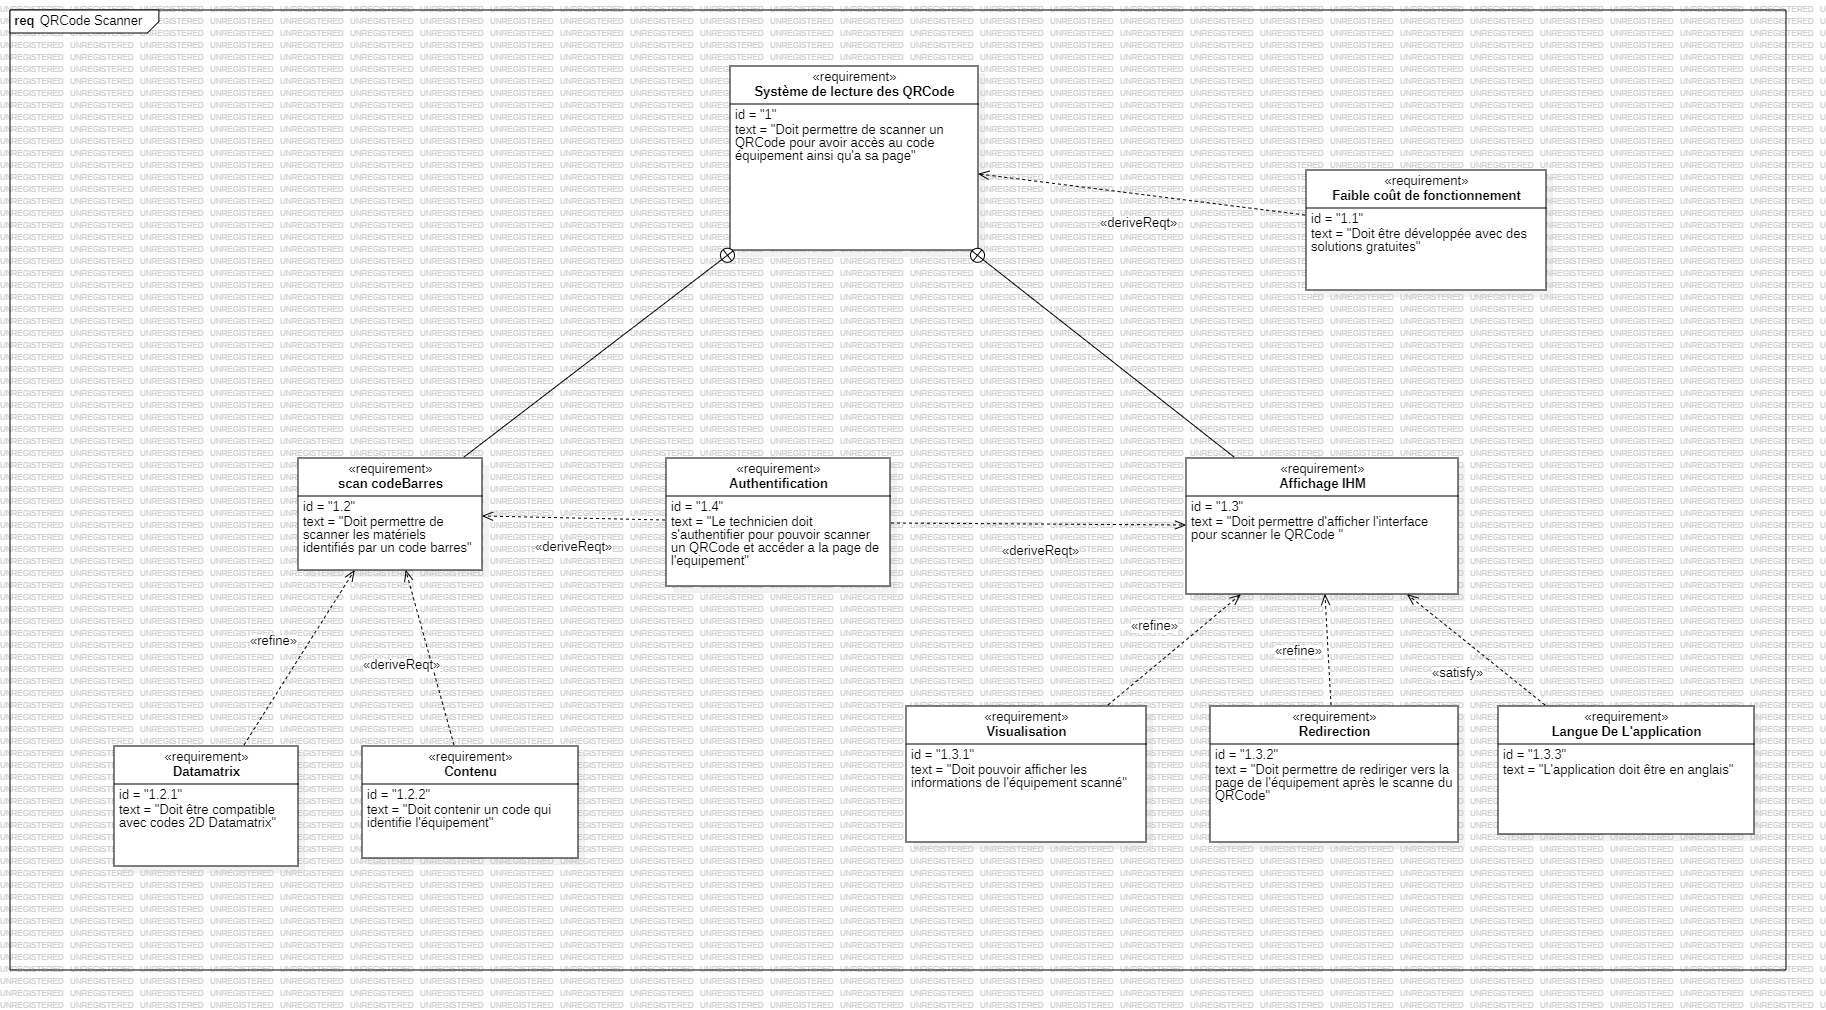 req QRCode Scanner
«requirement»
Système de lecture des QRCode
id = "1"
text = "Doit permettre de scanner un
QRCode pour avoir accès au code
équipement ainsi qu'a sa page"
«requirement»
Faible coût de fonctionnement
id = "1.1"
text = "Doit être développée avec des
solutions gratuites"
«deriveReqt»
«requirement»
scan codeBarres
id = "1.2"
text = "Doit permettre de
scanner les matériels
identifiés par un code barres"
«deriveReqt»
«requirement»
Authentification
id = "1.4"
text = "Le technicien doit
s'authentifier pour pouvoir scanner
un QRCode et accéder a la page de
l'equipement"
«deriveReqt»
«requirement»
Affichage IHM
id = "1.3"
text = "Doit permettre d'afficher l'interface
pour scanner le QRCode "
«refine»
«deriveReqt»
«refine»
«refine»
«satisfy»
«requirement»
Datamatrix
id = "1.2.1"
text = "Doit être compatible
avec codes 2D Datamatrix"
«requirement»
Contenu
id = "1.2.2"
text = "Doit contenir un code qui
identifie l'équipement"
«requirement»
Visualisation
id = "1.3.1"
text = "Doit pouvoir afficher les
informations de l'équipement scanné"
«requirement»
Redirection
id = "1.3.2"
text = "Doit permettre de rediriger vers la
page de l'équipement après le scanne du
QRCode"
«requirement»
Langue De L'application
id = "1.3.3"
text = "L'application doit être en anglais"
UNREGISTERED